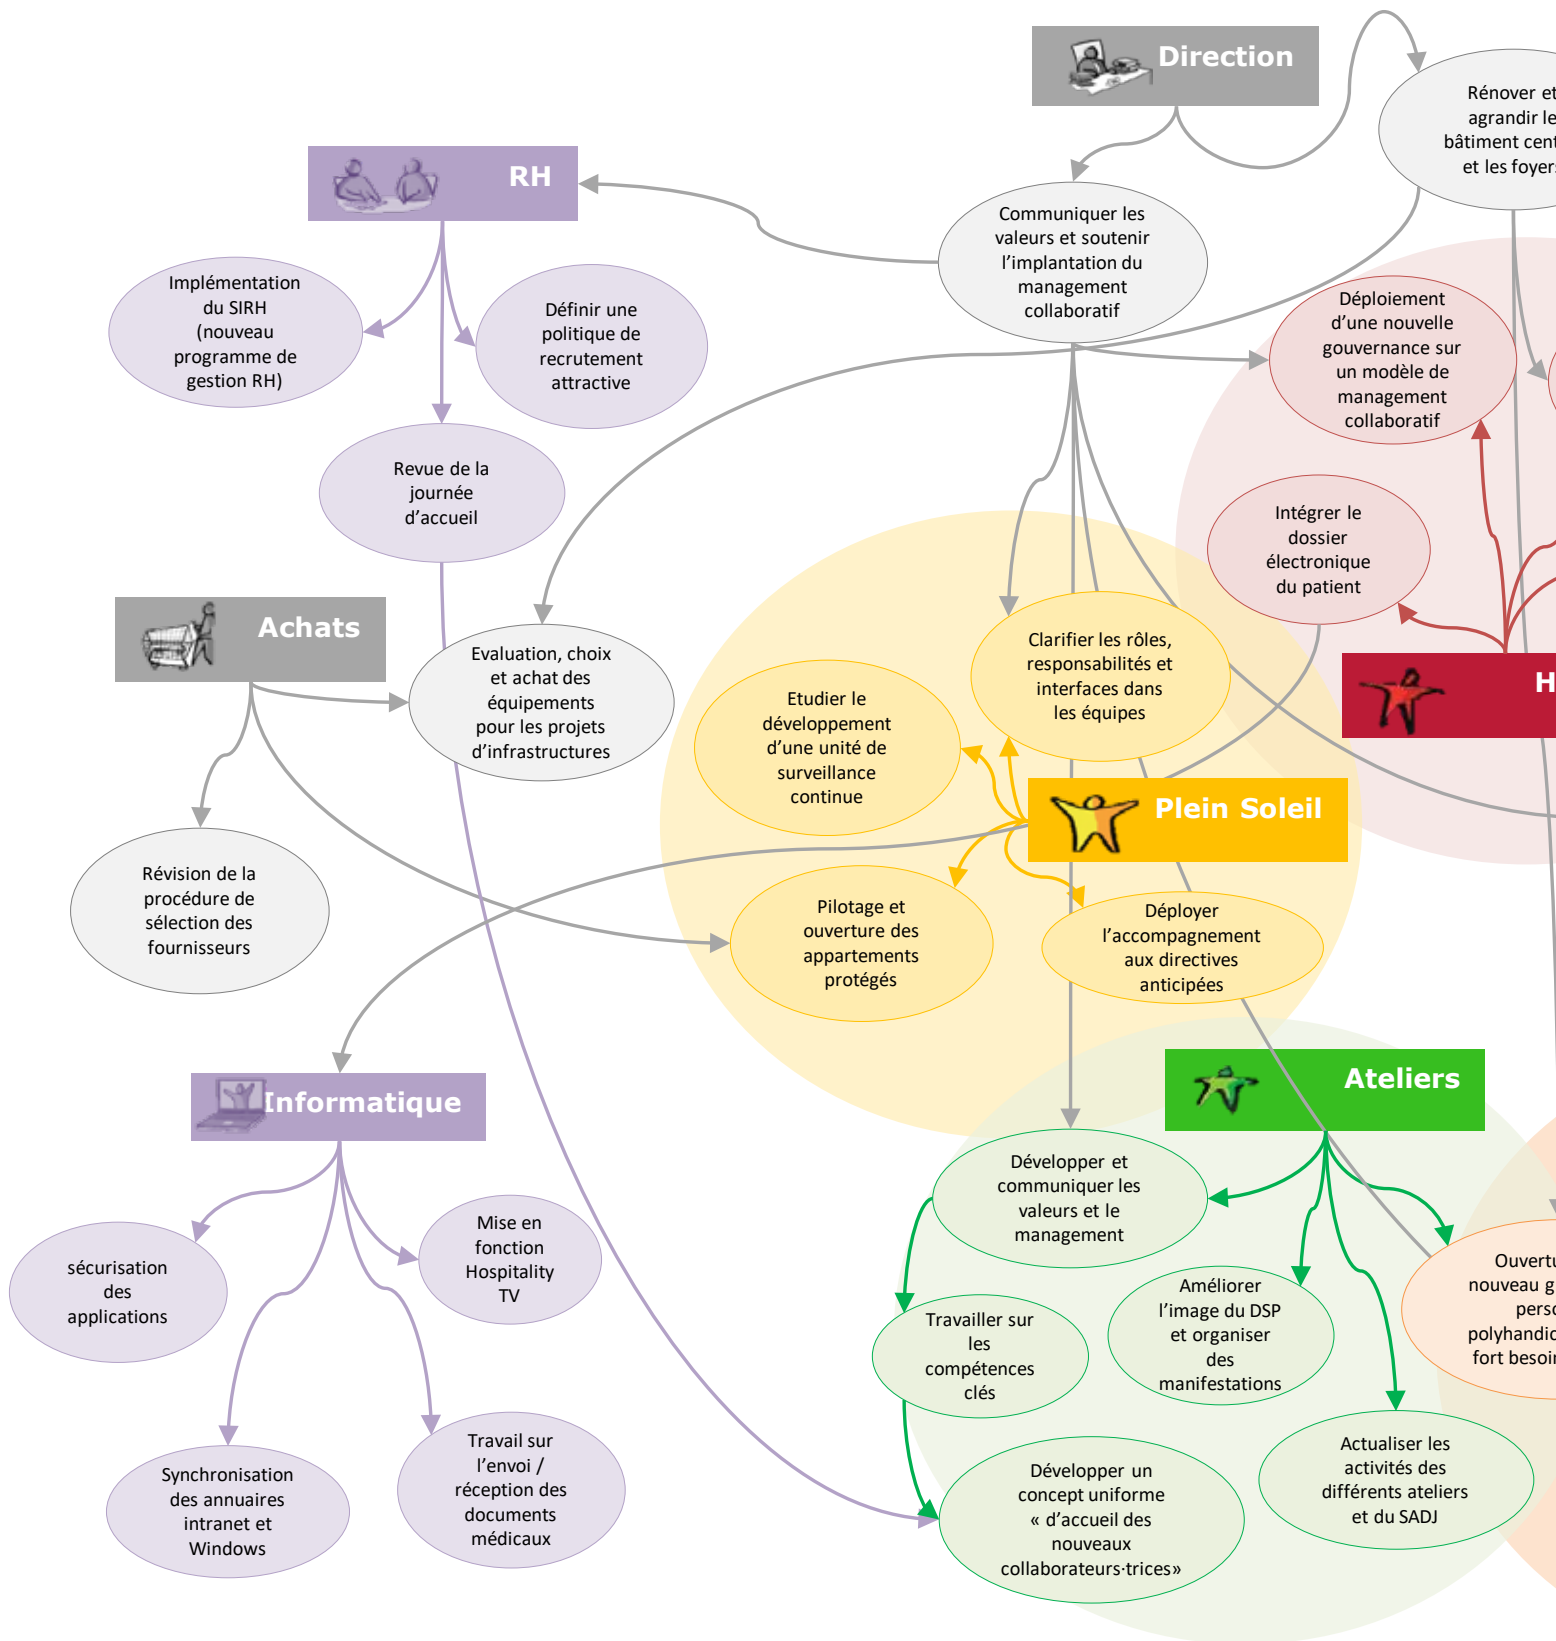 Direction
Rénover et
agrandir le
bâtiment cent
et les foyers
RH
Communiquer les
valeurs et soutenir
l’implantation du
management
collaboratif
Implémentation
du SIRH
(nouveau
programme de
gestion RH)
Définir une
politique de
recrutement
attractive
Déploiement
d’une nouvelle
gouvernance sur
un modèle de
management
collaboratif
Revue de la
journée
d’accueil
Intégrer le
dossier
électronique
du patient
Achats
Evaluation, choix
et achat des
équipements
pour les projets
d’infrastructures
Clarifier les rôles,
responsabilités et
interfaces dans
les équipes
H
Etudier le
développement
d’une unité de
surveillance
continue
Plein Soleil
Révision de la
procédure de
sélection des
fournisseurs
Pilotage et
ouverture des
appartements
protégés
Déployer
l’accompagnement
aux directives
anticipées
Informatique
Ateliers
Développer et
communiquer les
valeurs et le
management
sécurisation
des
applications
Mise en
fonction
Hospitality
TV
Améliorer
l’image du DSP
et organiser
des
manifestations
Ouvertu
nouveau g
perso
polyhandic
fort besoin
Travailler sur
les
compétences
clés
Synchronisation
des annuaires
intranet et
Windows
Travail sur
l’envoi /
réception des
documents
médicaux
Développer un
concept uniforme
« d’accueil des
nouveaux
collaborateurs·trices»
Actualiser les
activités des
différents ateliers
et du SADJ